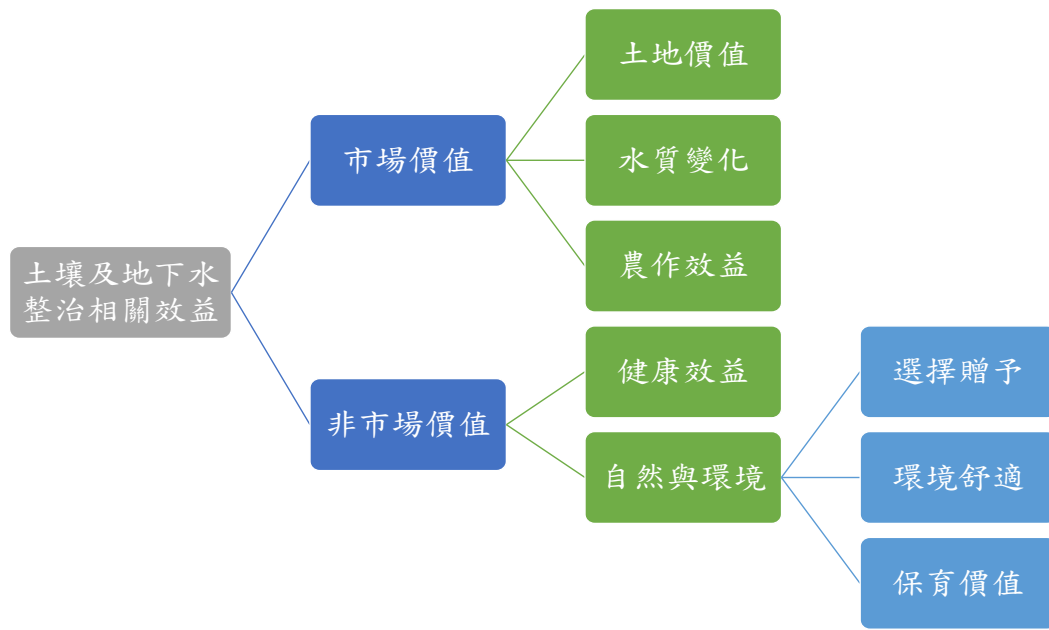 土壤及地下水
整治相關效益
市場價值
土地價值
水質變化
農作效益
非市場價值
健康效益
自然與環境
選擇贈予
環境舒適
保育價值